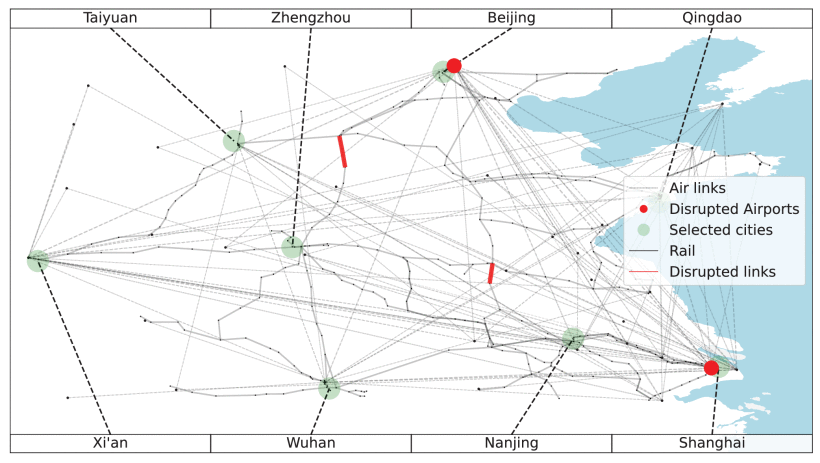 Taiyuan Zhengzhou Beijing Qingdao
Air links
Disrupted Airports
Selected cities
Rail
Disrupted links
Xi'an Wuhan Nanjing Shanghai